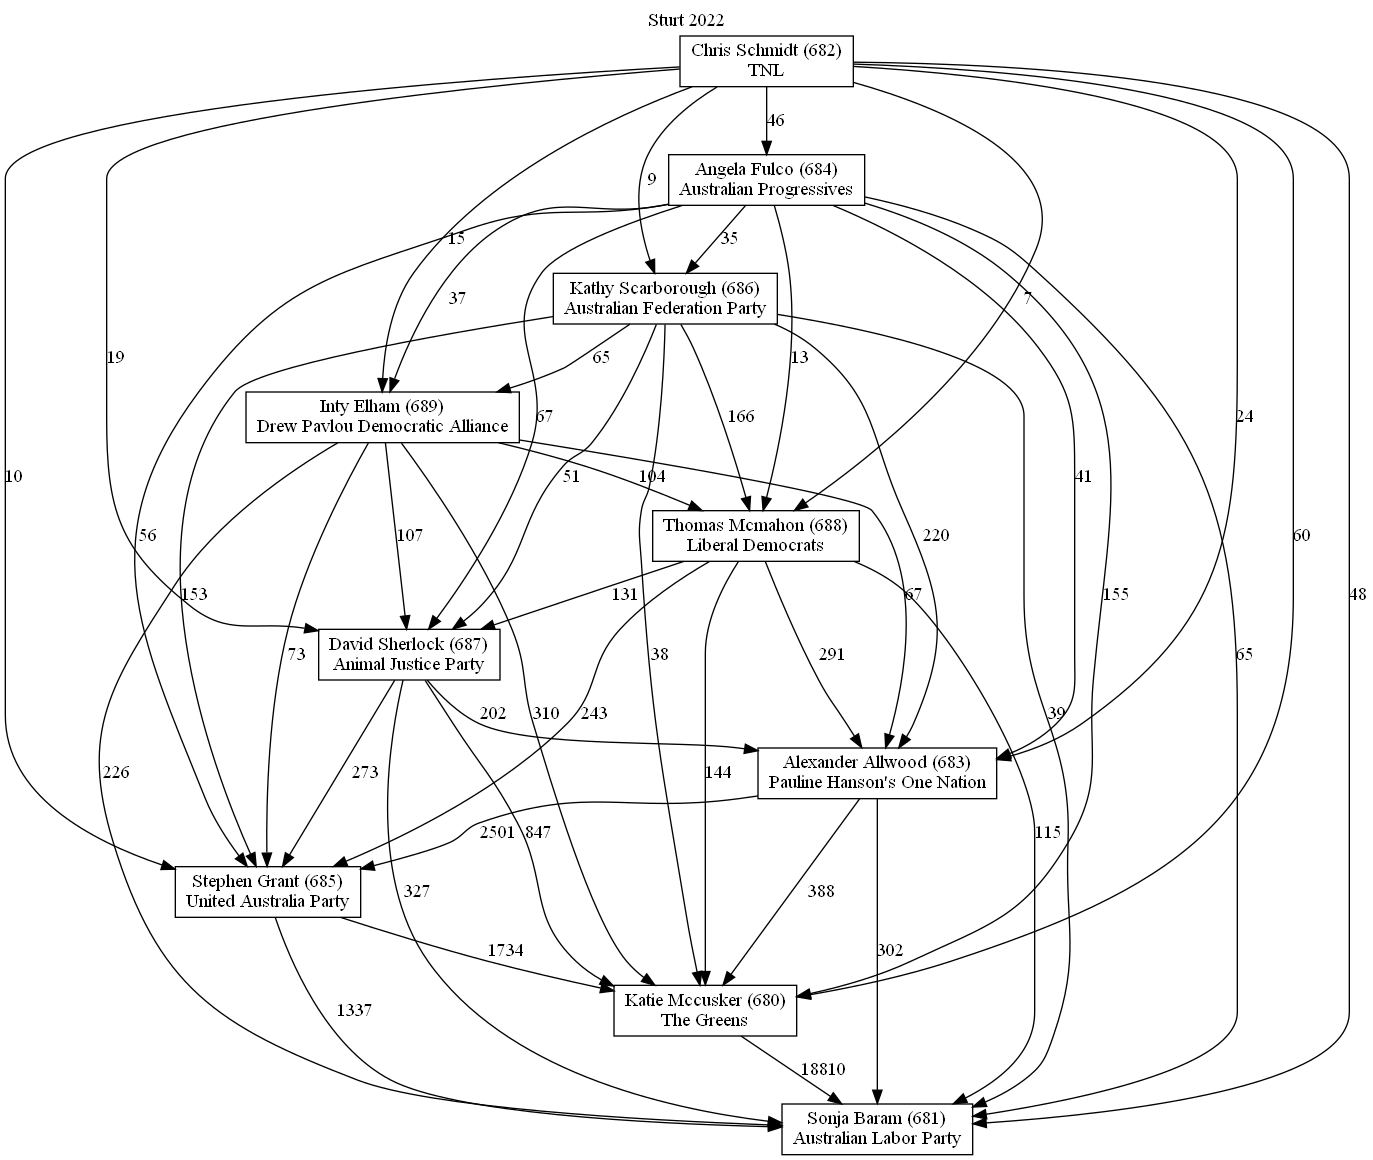 Sturt 2022
Chris Schmidt (682)
TNL
46
Angela Fulco (684)
Australian Progressives
9
15
35
Kathy Scarborough (686)
Australian Federation Party
37
7
19
65
13
Inty Elham (689)
Drew Pavlou Democratic Alliance
67
166
24
10
51
104
41
Thomas Mcmahon (688)
Liberal Democrats
56
107
220
60
153
131
67
155
48
David Sherlock (687)
Animal Justice Party
73
38
291
65
202
310
243
39
226
273
144
Alexander Allwood (683)
Pauline Hanson's One Nation
2501
847
115
Stephen Grant (685)
United Australia Party
327
388
1734
302
Katie Mccusker (680)
The Greens
1337
18810
Sonja Baram (681)
Australian Labor Party